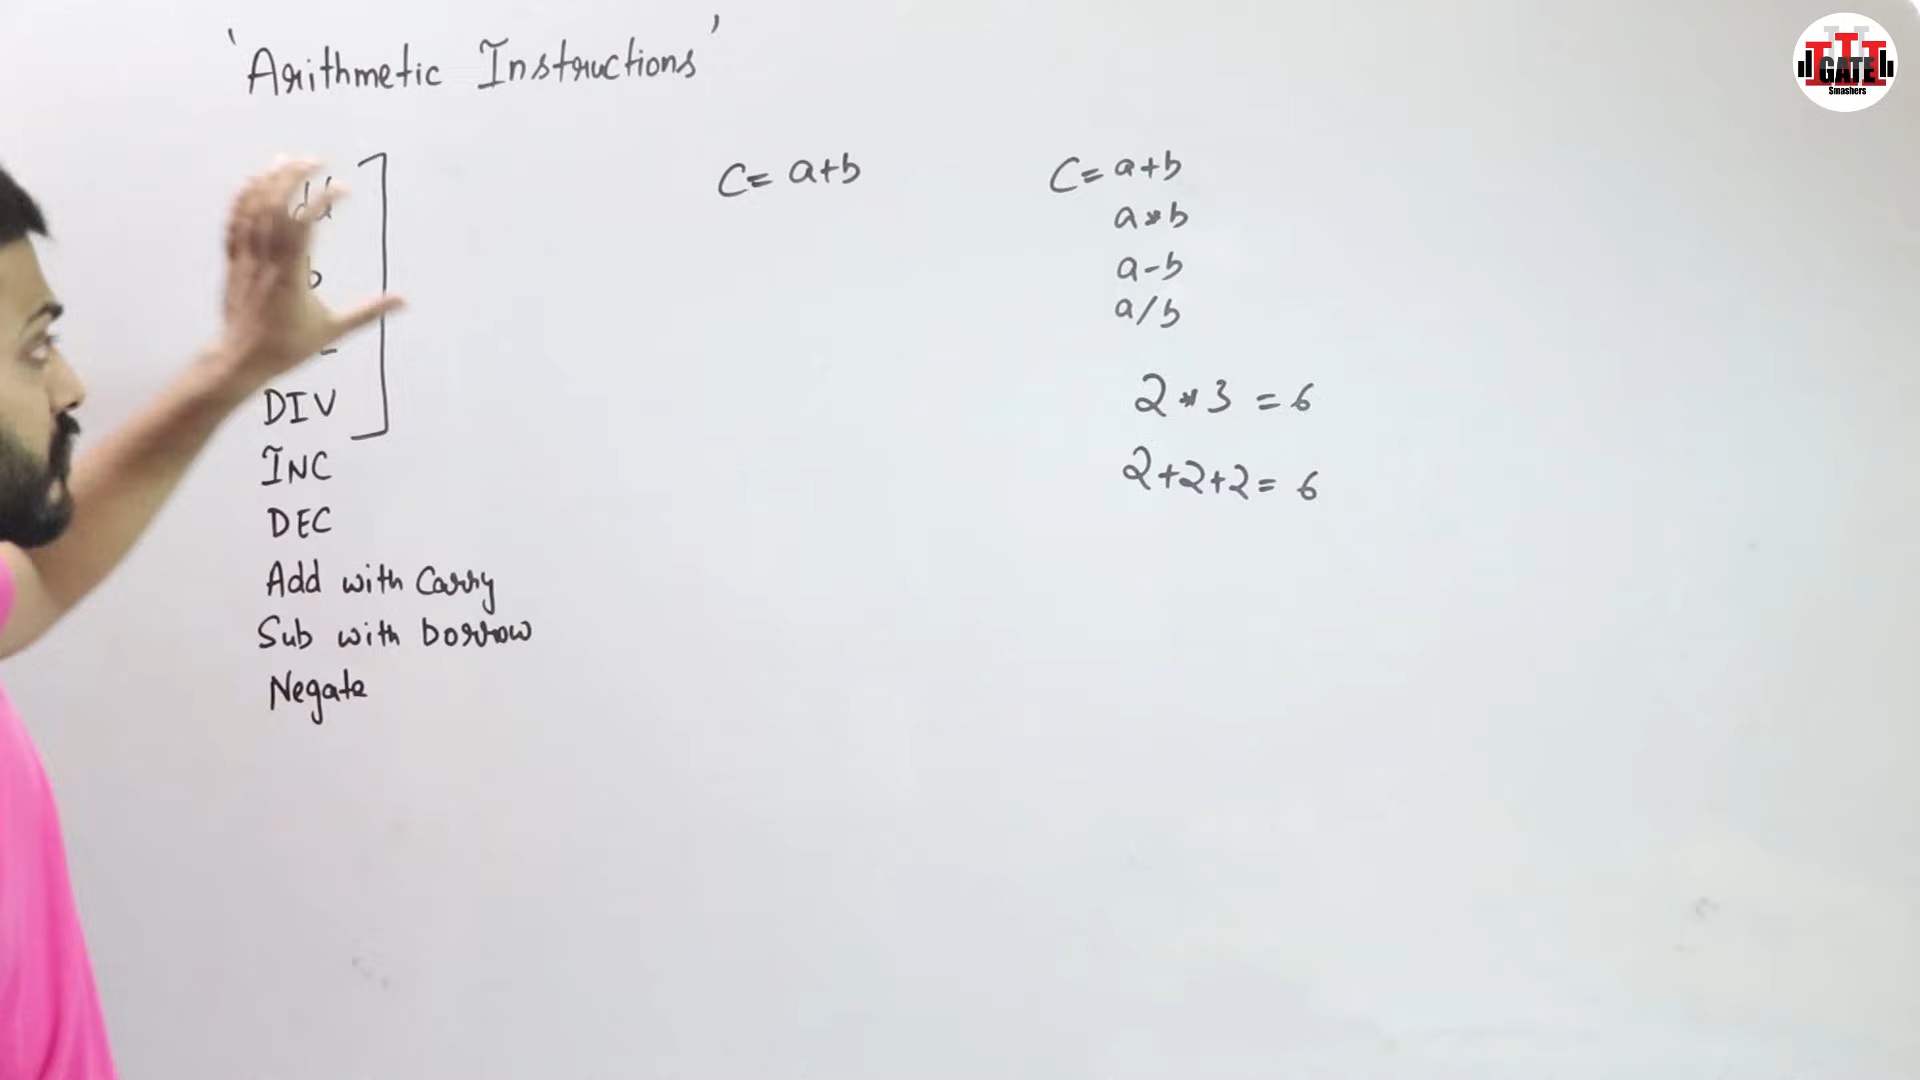 'Arithmetic Instructions'
DIV
INC
DEC
Add with Carry
Sub with borrow
Negate
C= a+b
C= a+b
a*b
a-b
a/b
2*3 = 6
2+2+2= 6
GATE
Smashers